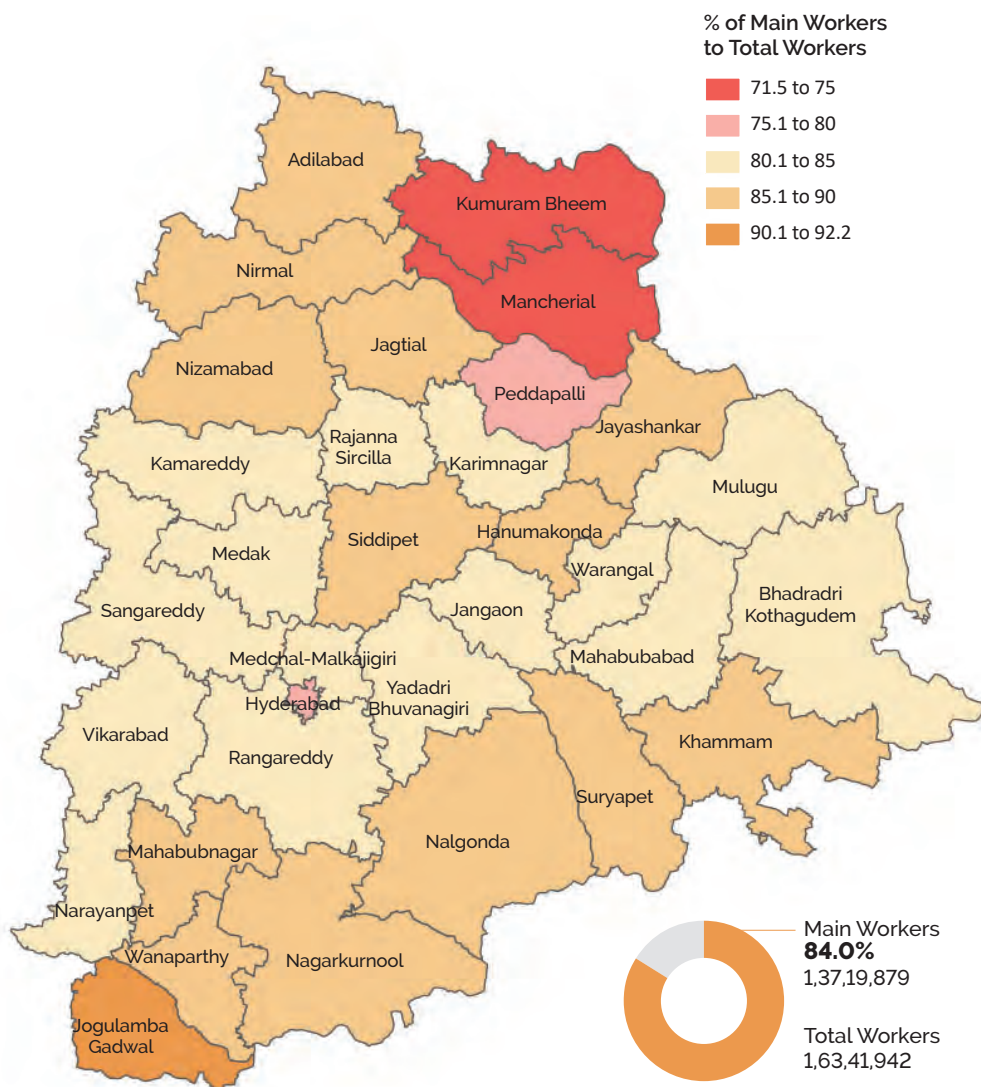 % of Main Workers
to Total Workers
71.5 to 75
75.1 to 80
80.1 to 85
85.1 to 90
90.1 to 92.2
Adilabad
Kumuram Bheem
Nirmal
Mancherial
Jagtial
Nizamabad
Peddapalli
Jayashankar
Rajanna
Sircilla
Kamareddy
Karimnagar
Mulugu
Hanumakonda
Siddipet
Medak
Warangal
Bhadradri
Kothagudem
Sangareddy
Jangaon
Medchal-Malkajigiri
Mahabubabad
Yadadri
Bhuvanagiri
Hyderabad
Vikarabad
Rangareddy
Khammam
Suryapet
Nalgonda
Mahabubnagar
Narayanpet
Wanaparthy
Nagarkurnool
Jogulamba
Gadwal
Main Workers
84.0%
1,37,19,879
Total Workers
1,63,41,942